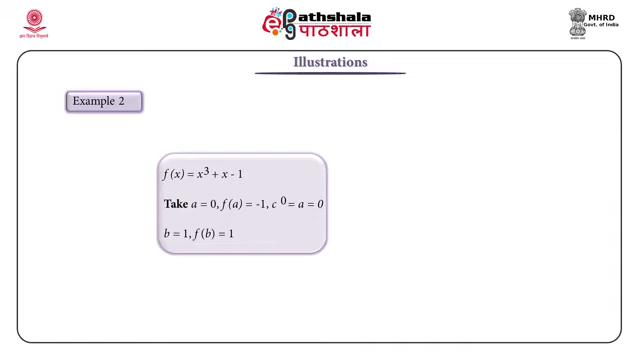 ePathshala
पाठशाला
MHRD
Govt. of India
Illustrations
Example 2
f (x) = x³ + x - 1
Take a = 0, f (a) = -1, c ⁰ = a = 0
b = 1, f (b) = 1